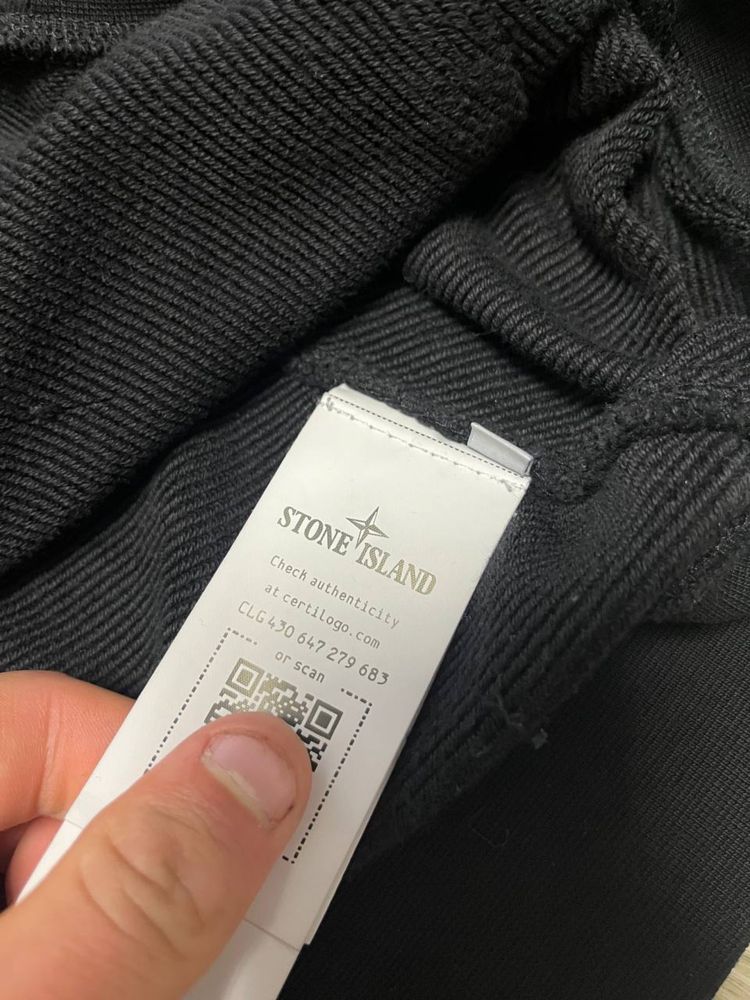 STONE ISLAND
Check authenticity
at certilogo.com
CLG 430 647 279 683
or scan